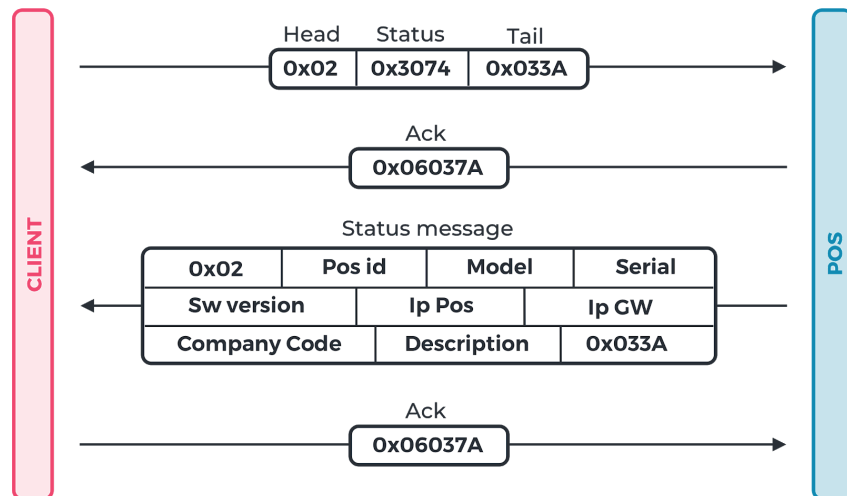 Head Status Tail
0x02 0x3074 0x033A
Ack
0x06037A
CLIENT
POS
Status message
0x02 Pos id Model Serial
Sw version Ip Pos Ip GW
Company Code Description 0x033A
Ack
0x06037A